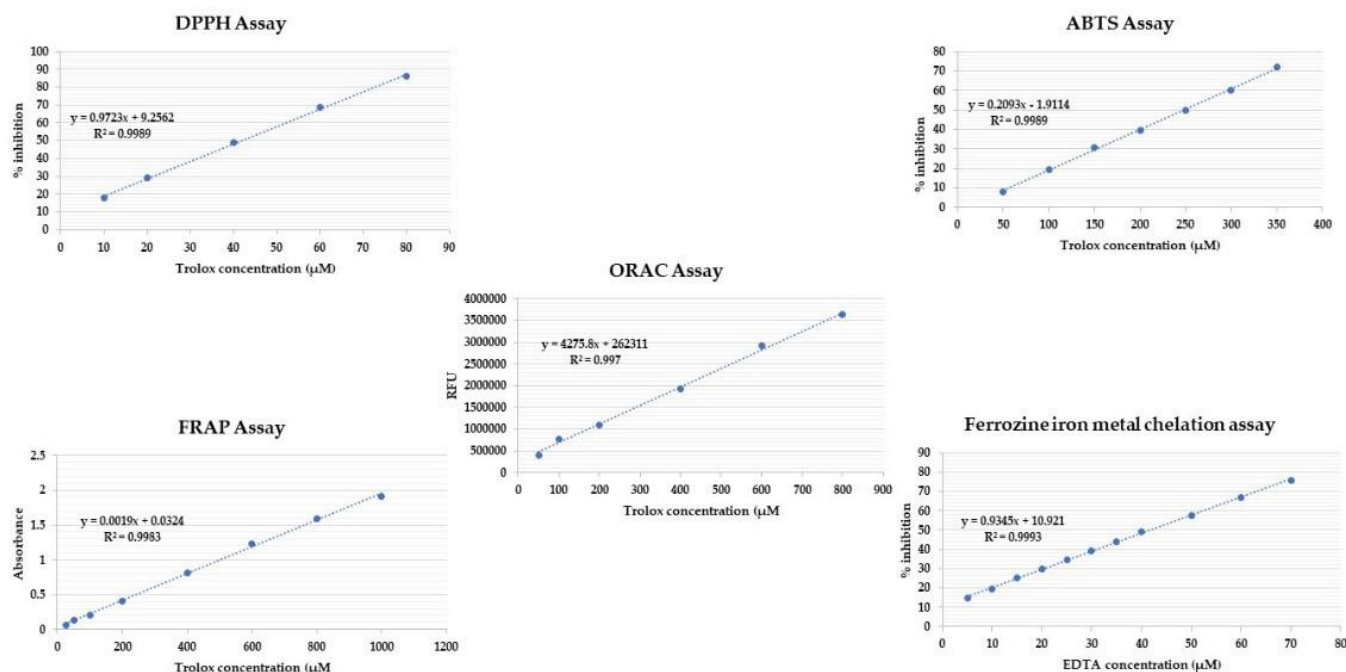 DPPH Assay
100
90
80
70
60
50
40
30
20
10
0
% inhibition
y = 0.9723x + 9.2562
R² = 0.9989
0 10 20 30 40 50 60 70 80 90
Trolox concentration (µM)
ABTS Assay
80
70
60
50
40
30
20
10
0
% inhibition
y = 0.2093x - 1.9114
R² = 0.9989
0 50 100 150 200 250 300 350 400
Trolox concentration (µM)
ORAC Assay
4000000
3500000
3000000
2500000
2000000
1500000
1000000
500000
0
RFU
y = 4275.8x + 262311
R² = 0.997
0 100 200 300 400 500 600 700 800 900
Trolox concentration (µM
FRAP Assay
2.5
2
1.5
1
0.5
0
Absorbance
y = 0.0019x + 0.0324
R² = 0.9983
0 200 400 600 800 1000 1200
Trolox concentration (µM)
Ferrozine iron metal chelation assay
90
80
70
60
50
40
30
20
10
0
% inhibition
y = 0.9345x + 10.921
R² = 0.9993
0 10 20 30 40 50 60 70 80
EDTA concentration (µM)